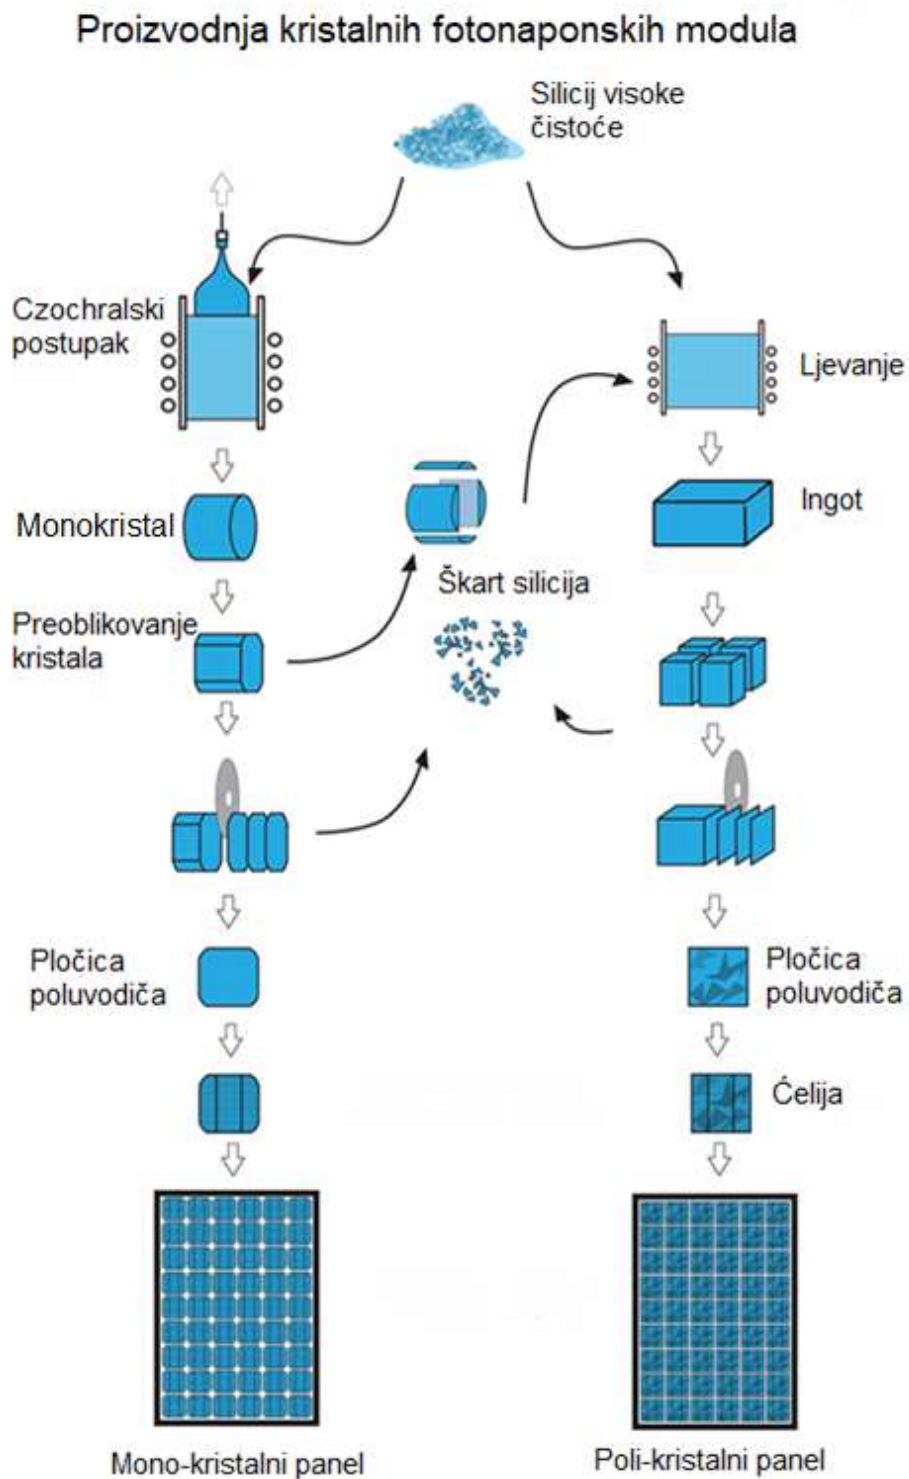 Proizvodnja kristalnih fotonaponskih modula
Silicij visoke
čistoće
Czochralski
postupak
Ljevanje
Monokristal
Ingot
Škart silicija
Preoblikovanje
kristala
Pločica
poluvodiča
Pločica
poluvodiča
Ćelija
Mono-kristalni panel
Poli-kristalni panel